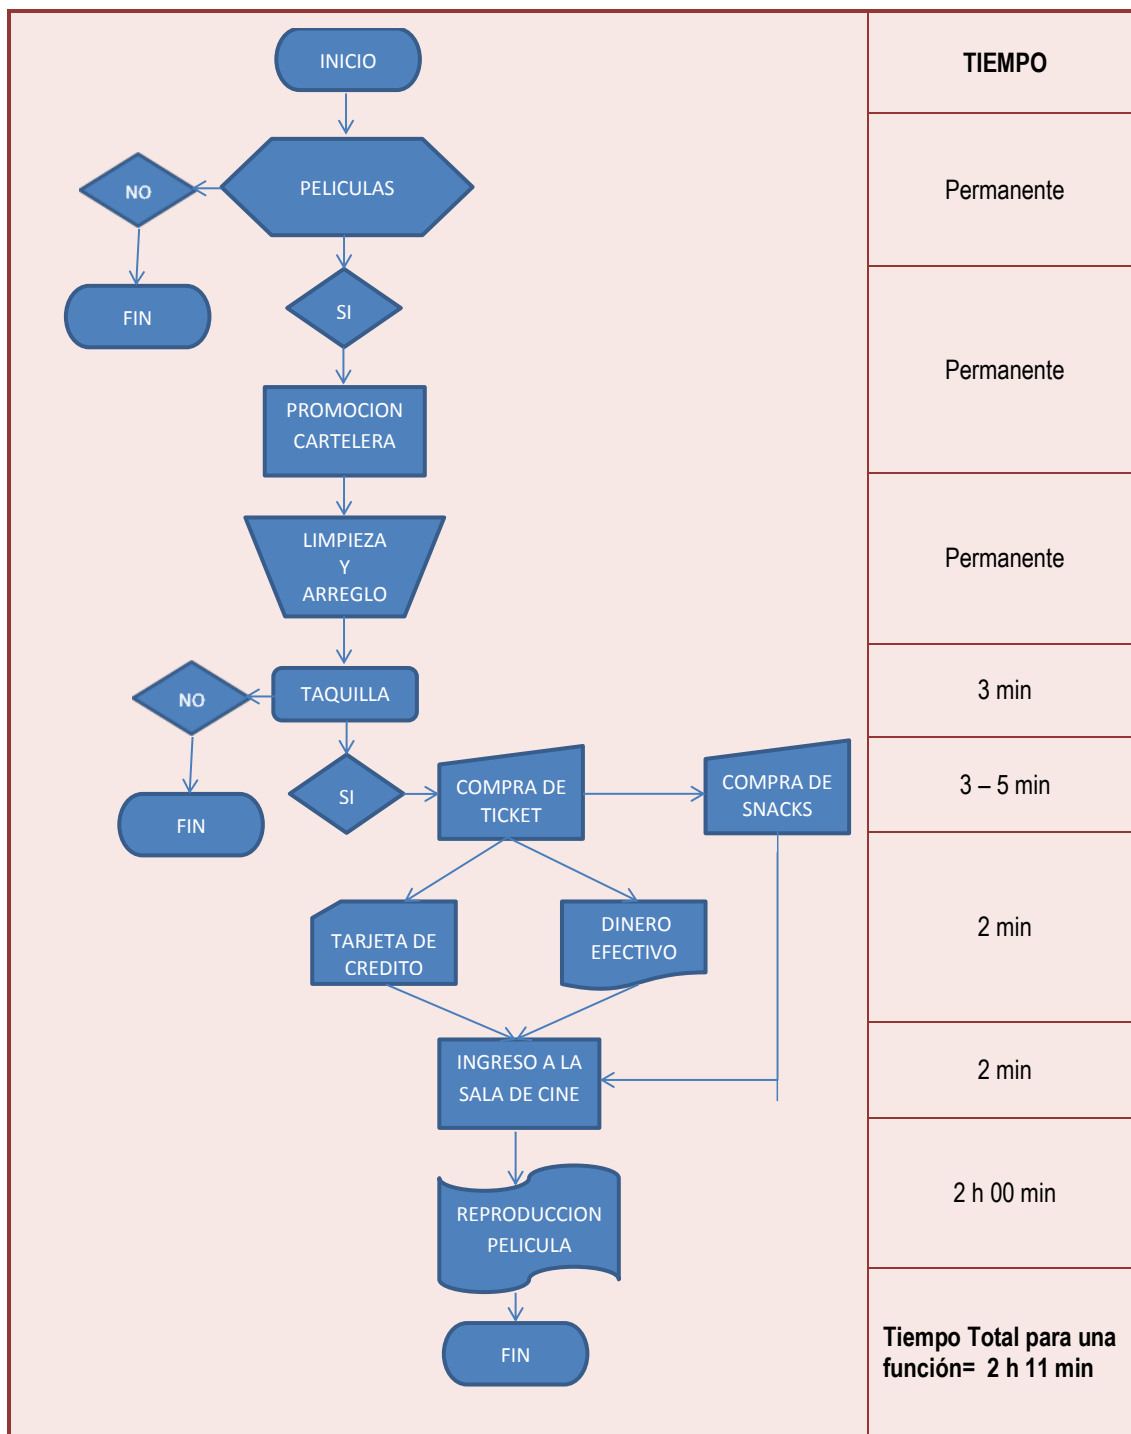 INICIO
TIEMPO
PELICULAS
NO
Permanente
FIN
SI
Permanente
PROMOCION
CARTELERA
LIMPIEZA
Y
ARREGLO
Permanente
TAQUILLA
NO
3 min
SI
FIN
COMPRA DE
TICKET
COMPRA DE
SNACKS
3 – 5 min
TARJETA DE
CREDITO
DINERO
EFECTIVO
2 min
INGRESO A LA
SALA DE CINE
2 min
REPRODUCCION
PELICULA
2 h 00 min
FIN
Tiempo Total para una
función= 2 h 11 min